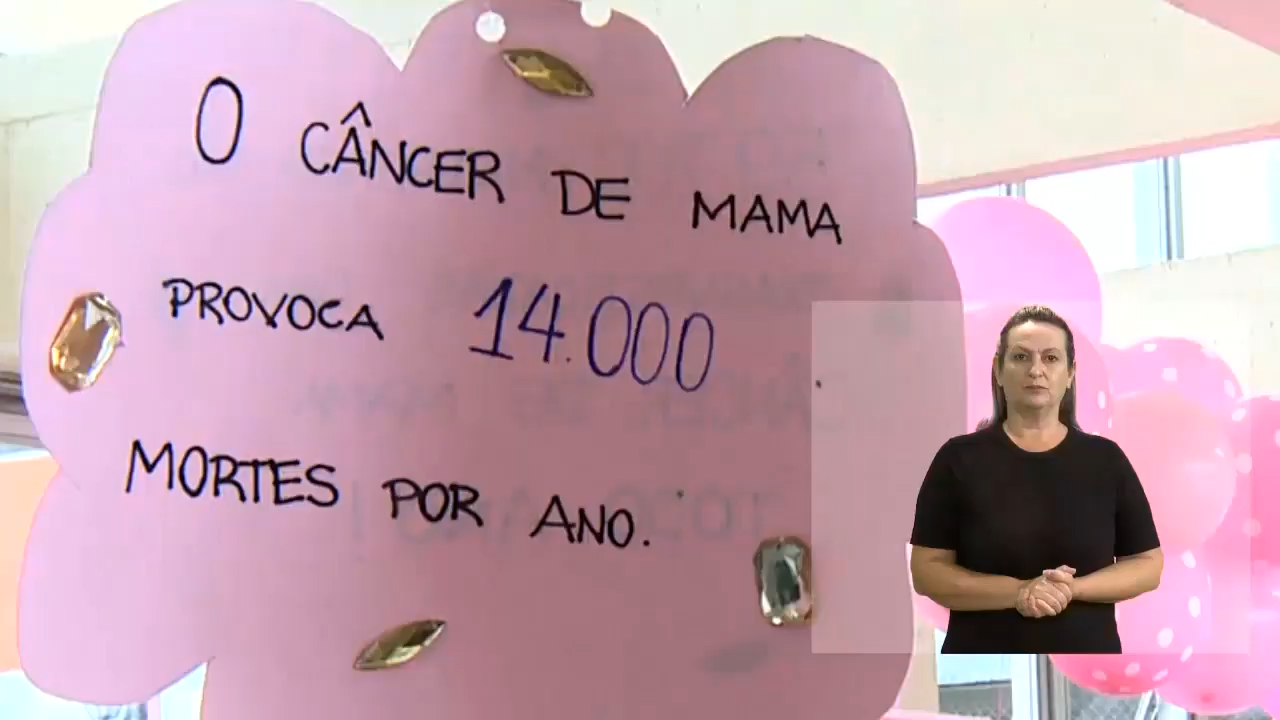 O CÂNCER DE MAMA
PROVOCA 14.000
MORTES POR ANO.